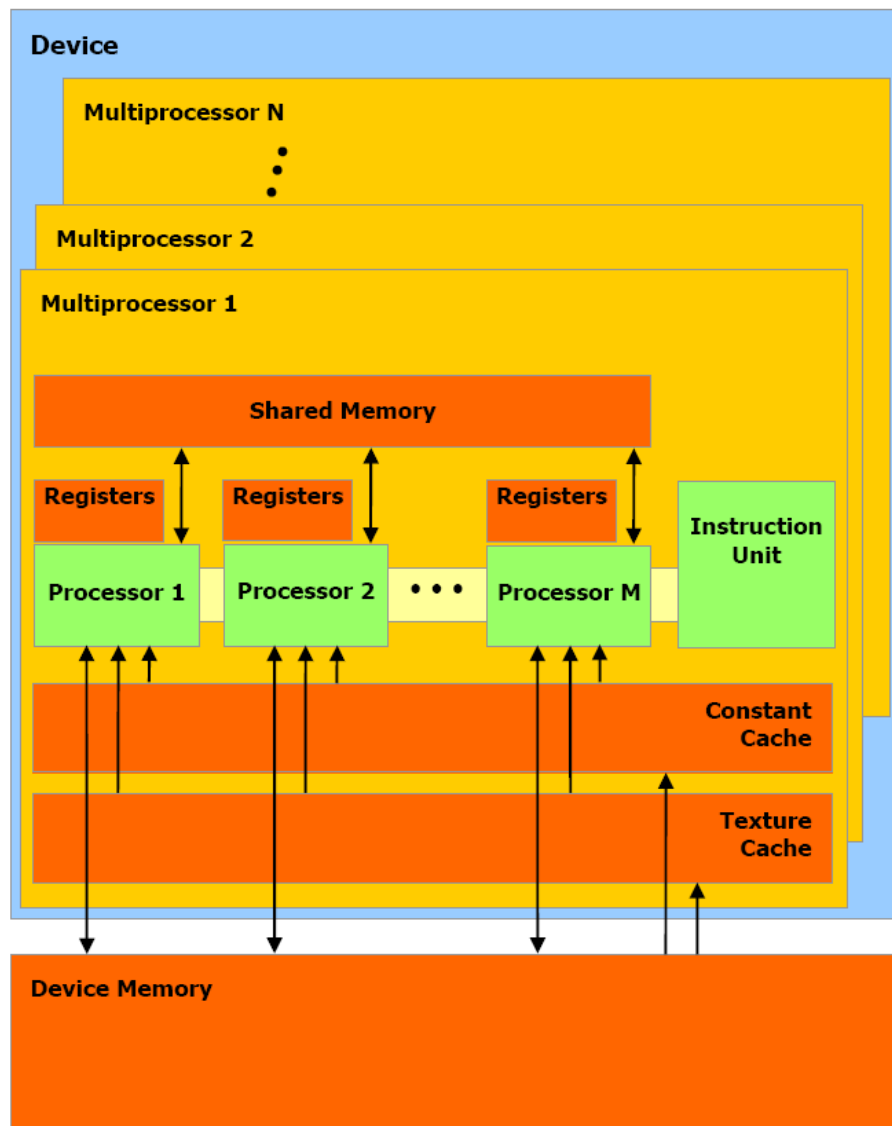 Device
Multiprocessor N
Multiprocessor 2
Multiprocessor 1
Shared Memory
Registers
Registers
Registers
Instruction
Unit
Processor 1
Processor 2
Processor M
Constant
Cache
Texture
Cache
Device Memory